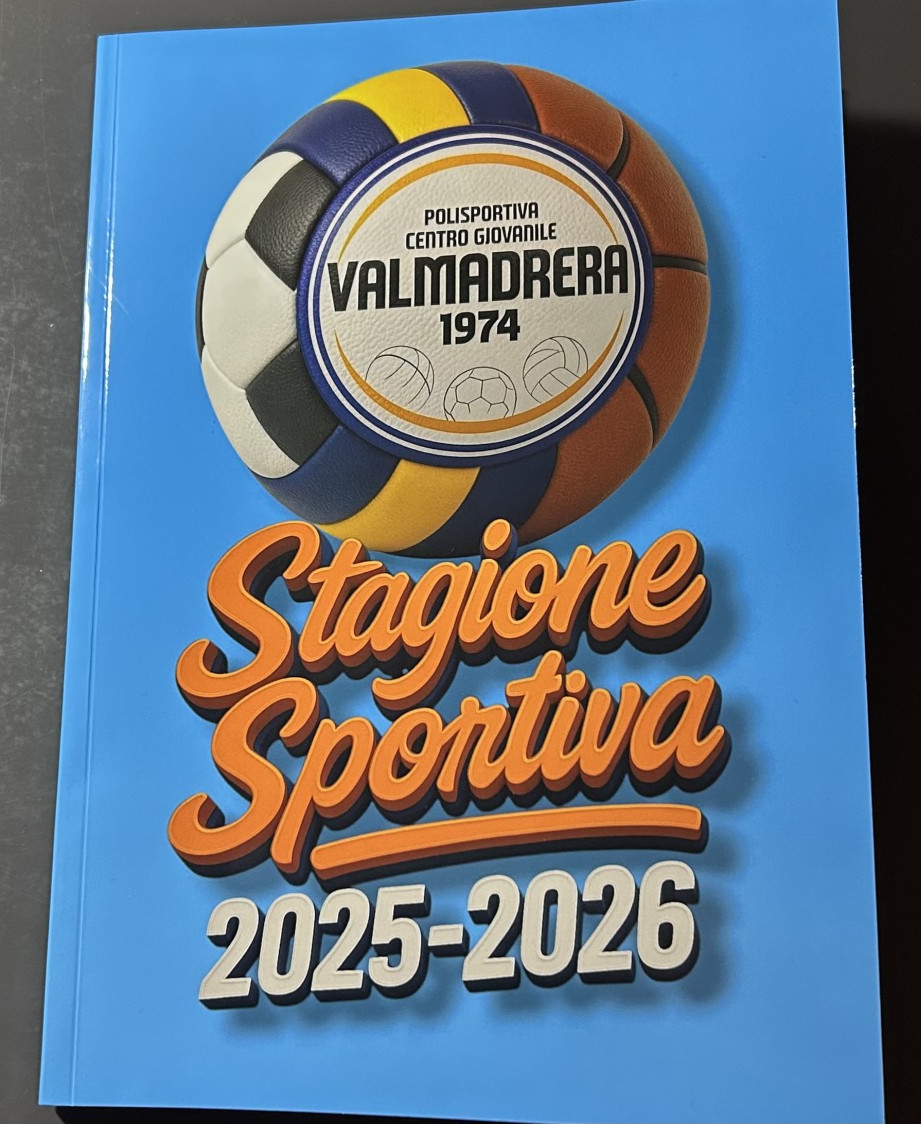 POLISPORTIVA
CENTRO GIOVANILE
VALMADRERA
1974
Stagione
Sportiva
2025-2026